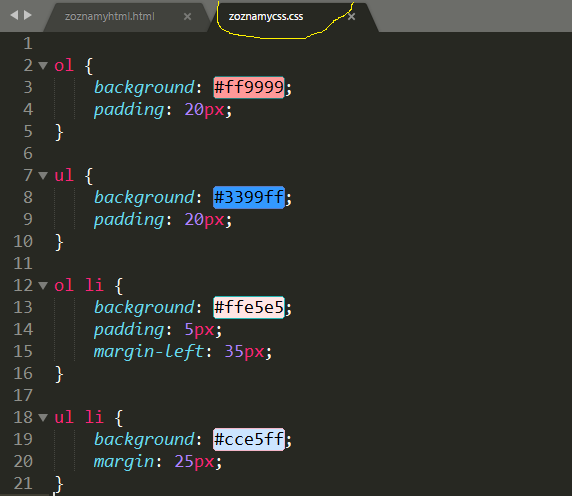 zoznamyhtml.html × zoznamycss.css ×
1
2 ol {
3 background: #ff9999;
4 padding: 20px;
5 }
6
7 ul {
8 background: #3399ff;
9 padding: 20px;
10 }
11
12 ol li {
13 background: #ffe5e5;
14 padding: 5px;
15 margin-left: 35px;
16 }
17
18 ul li {
19 background: #cce5ff;
20 margin: 25px;
21 }